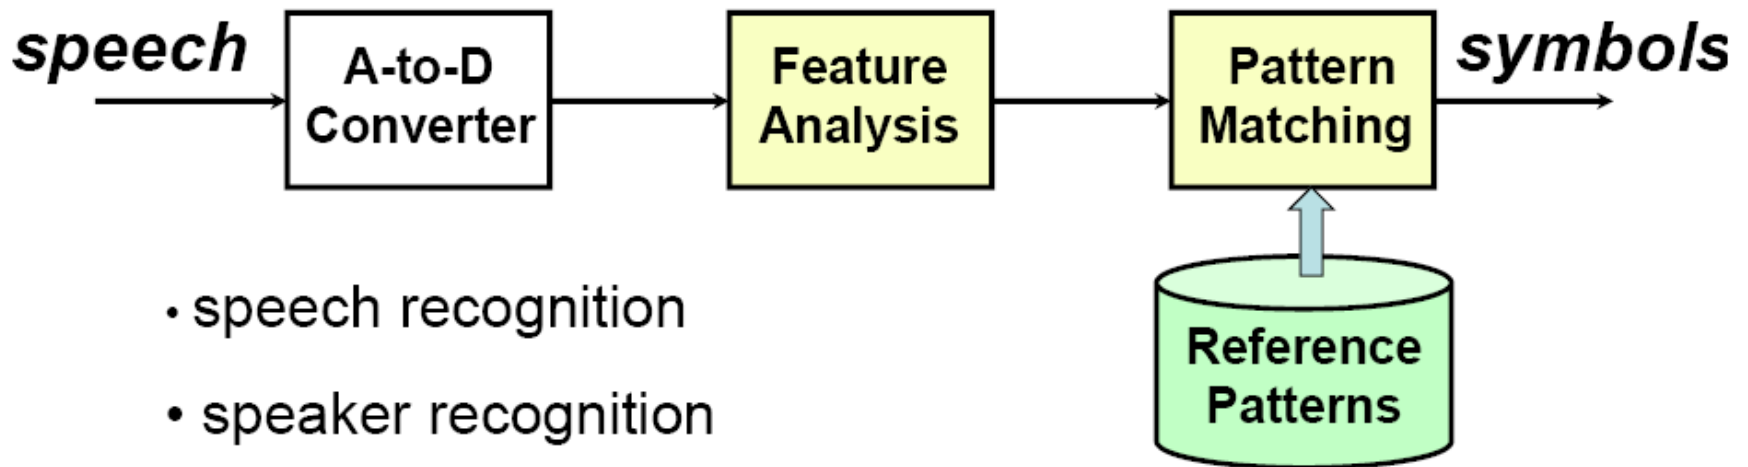 speech
A-to-D
Converter
Feature
Analysis
Pattern
Matching
symbols
Reference
Patterns
• speech recognition
• speaker recognition